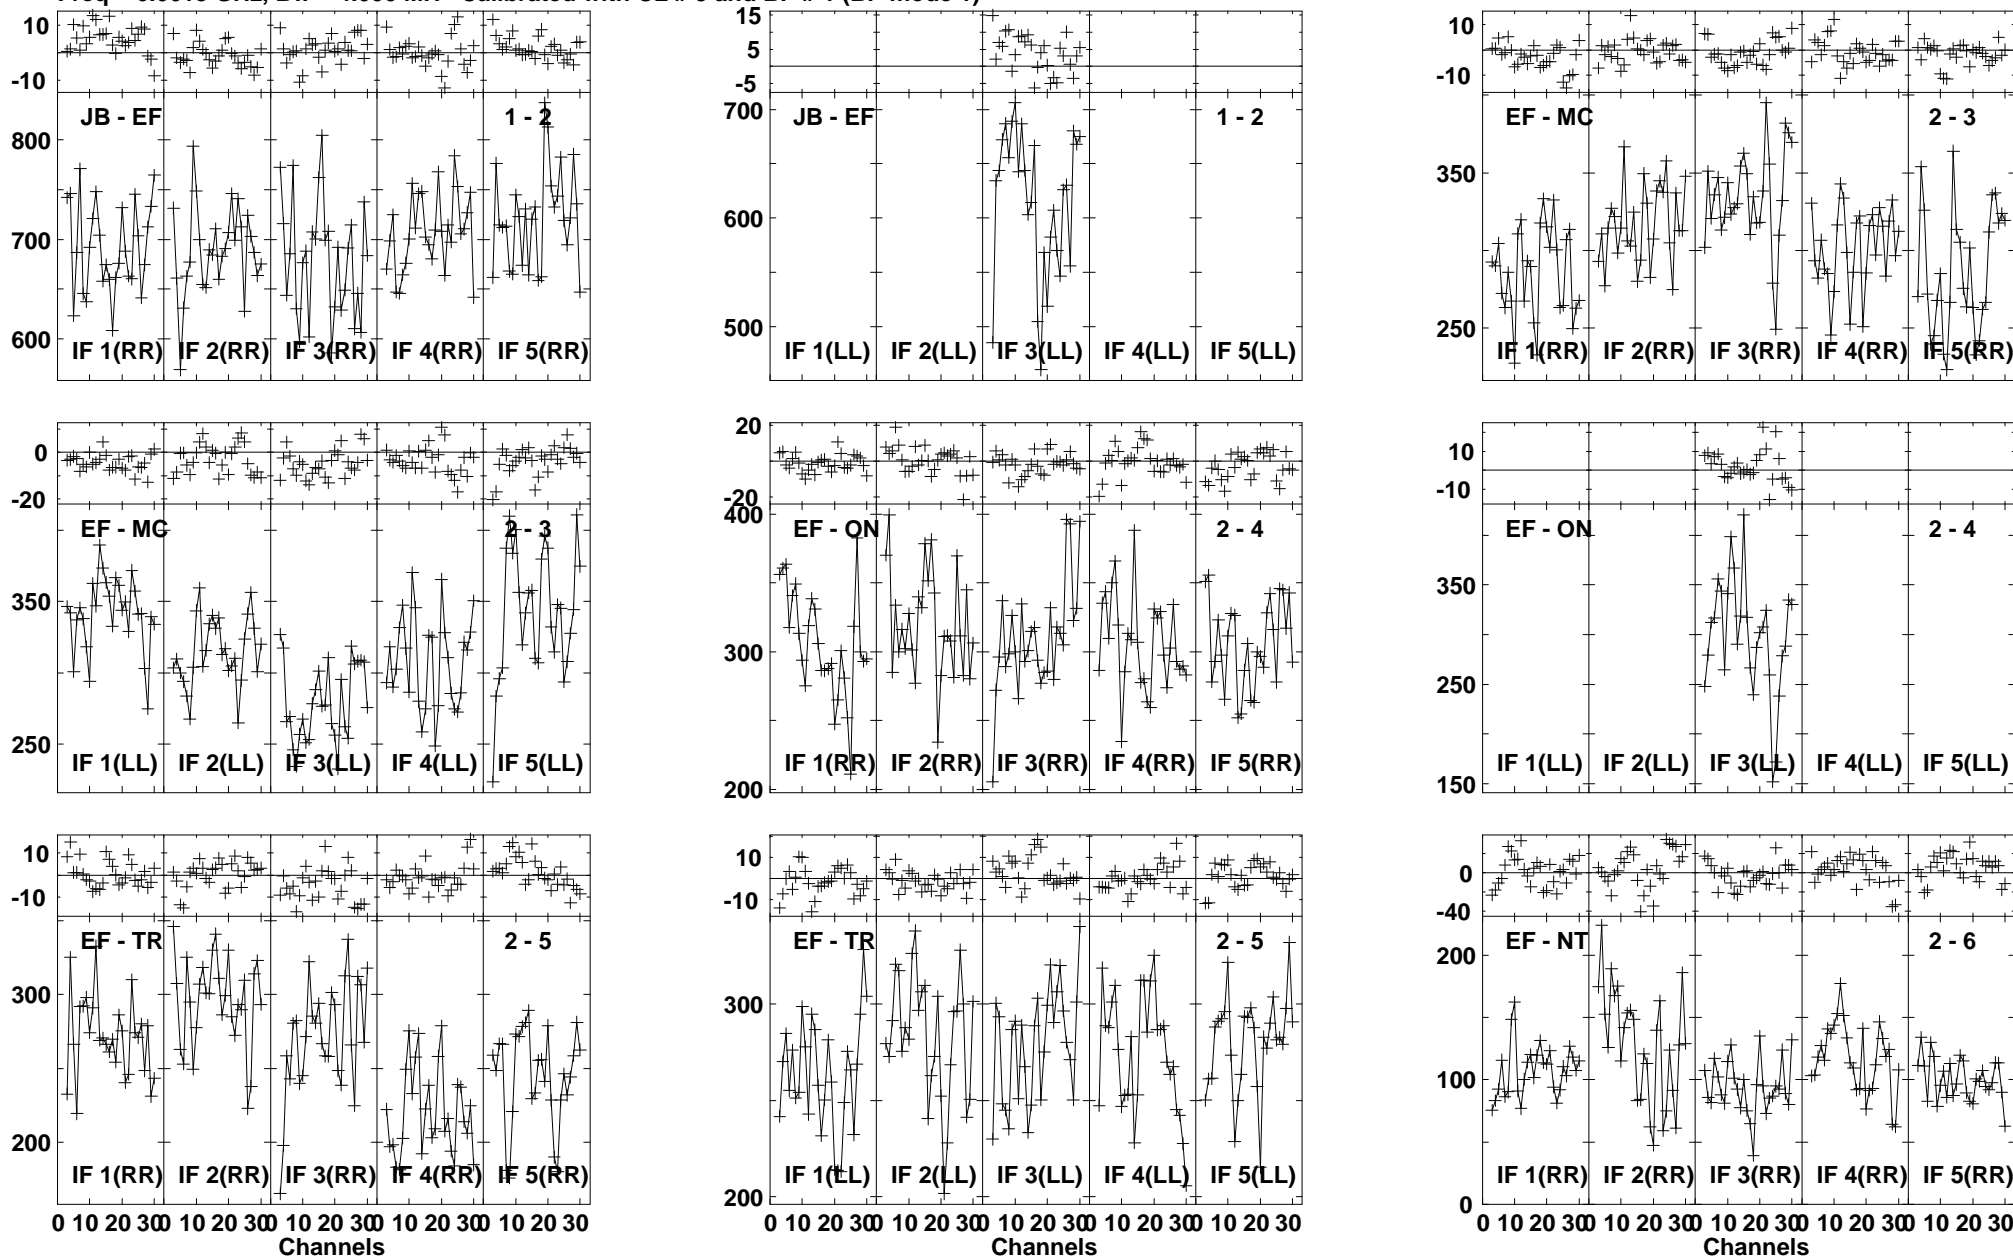 10
0
-10
JB - EF
1 - 2
800
700
600
IF 1(RR) IF 2(RR) IF 3(RR) IF 4(RR) IF 5(RR)
15
5
-5
JB - EF
1 - 2
700
600
500
IF 1(LL) IF 2(LL) IF 3(LL) IF 4(LL) IF 5(LL)
10
0
-10
EF - MC
2 - 3
350
250
IF 1(RR) IF 2(RR) IF 3(RR) IF 4(RR) IF 5(RR)
0
-20
EF - MC
2 - 3
350
250
IF 1(LL) IF 2(LL) IF 3(LL) IF 4(LL) IF 5(LL)
20
0
-20
EF - ON
2 - 4
400
300
200
IF 1(RR) IF 2(RR) IF 3(RR) IF 4(RR) IF 5(RR)
10
-10
EF - ON
2 - 4
350
250
150
IF 1(LL) IF 2(LL) IF 3(LL) IF 4(LL) IF 5(LL)
10
-10
EF - TR
2 - 5
300
200
IF 1(RR) IF 2(RR) IF 3(RR) IF 4(RR) IF 5(RR)
0 10 20 30 0 10 20 30 0 10 20 30 0 10 20 30 0 10 20 30
Channels
10
-10
EF - TR
2 - 5
300
200
IF 1(LL) IF 2(LL) IF 3(LL) IF 4(LL) IF 5(LL)
0 10 20 30 0 10 20 30 0 10 20 30 0 10 20 30 0 10 20 30
40
0
-40
EF - NT
2 - 6
200
100
0
IF 1(RR) IF 2(RR) IF 3(RR) IF 4(RR) IF 5(RR)
0 10 20 30 0 10 20 30 0 10 20 30 0 10 20 30 0 10 20 30
Channels